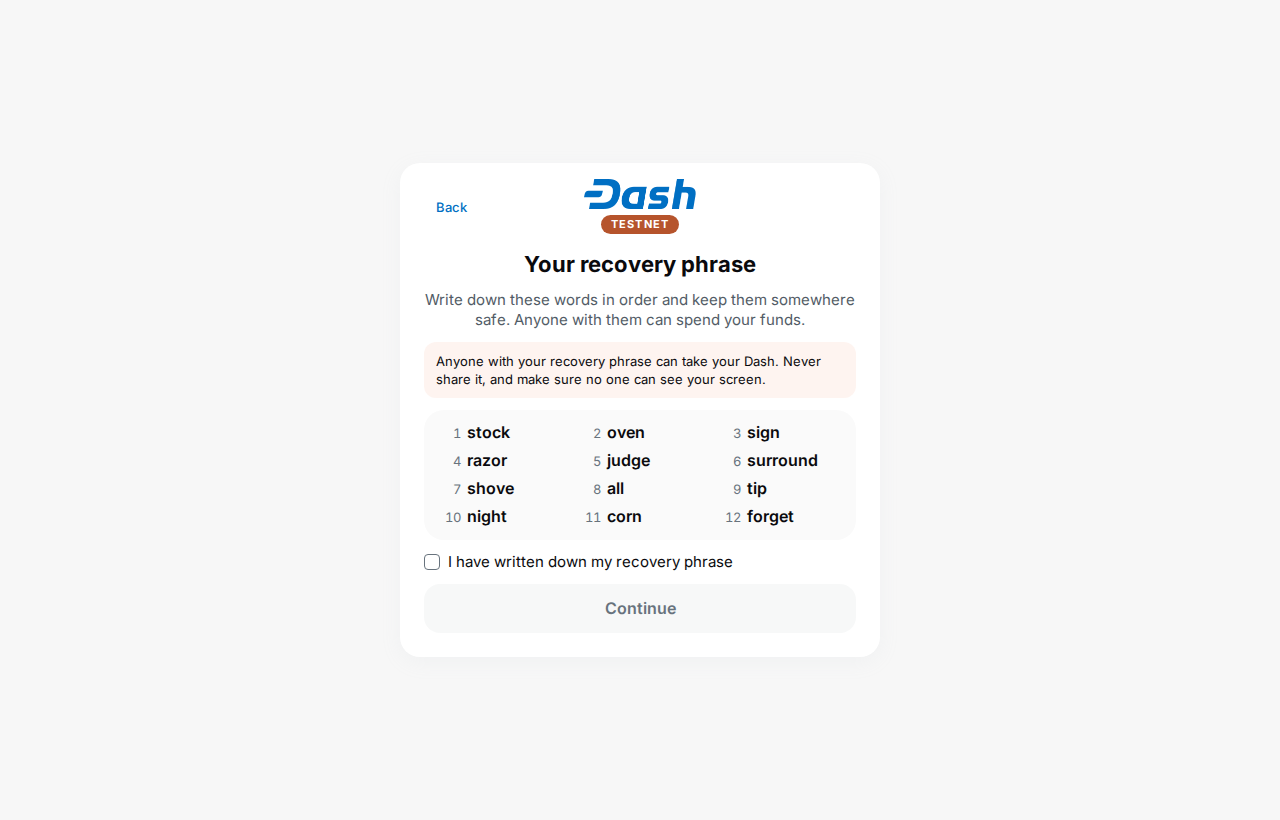 Back
Dash
TESTNET
Your recovery phrase
Write down these words in order and keep them somewhere
safe. Anyone with them can spend your funds.
Anyone with your recovery phrase can take your Dash. Never
share it, and make sure no one can see your screen.
1 stock 2 oven 3 sign
4 razor 5 judge 6 surround
7 shove 8 all 9 tip
10 night 11 corn 12 forget
I have written down my recovery phrase
Continue